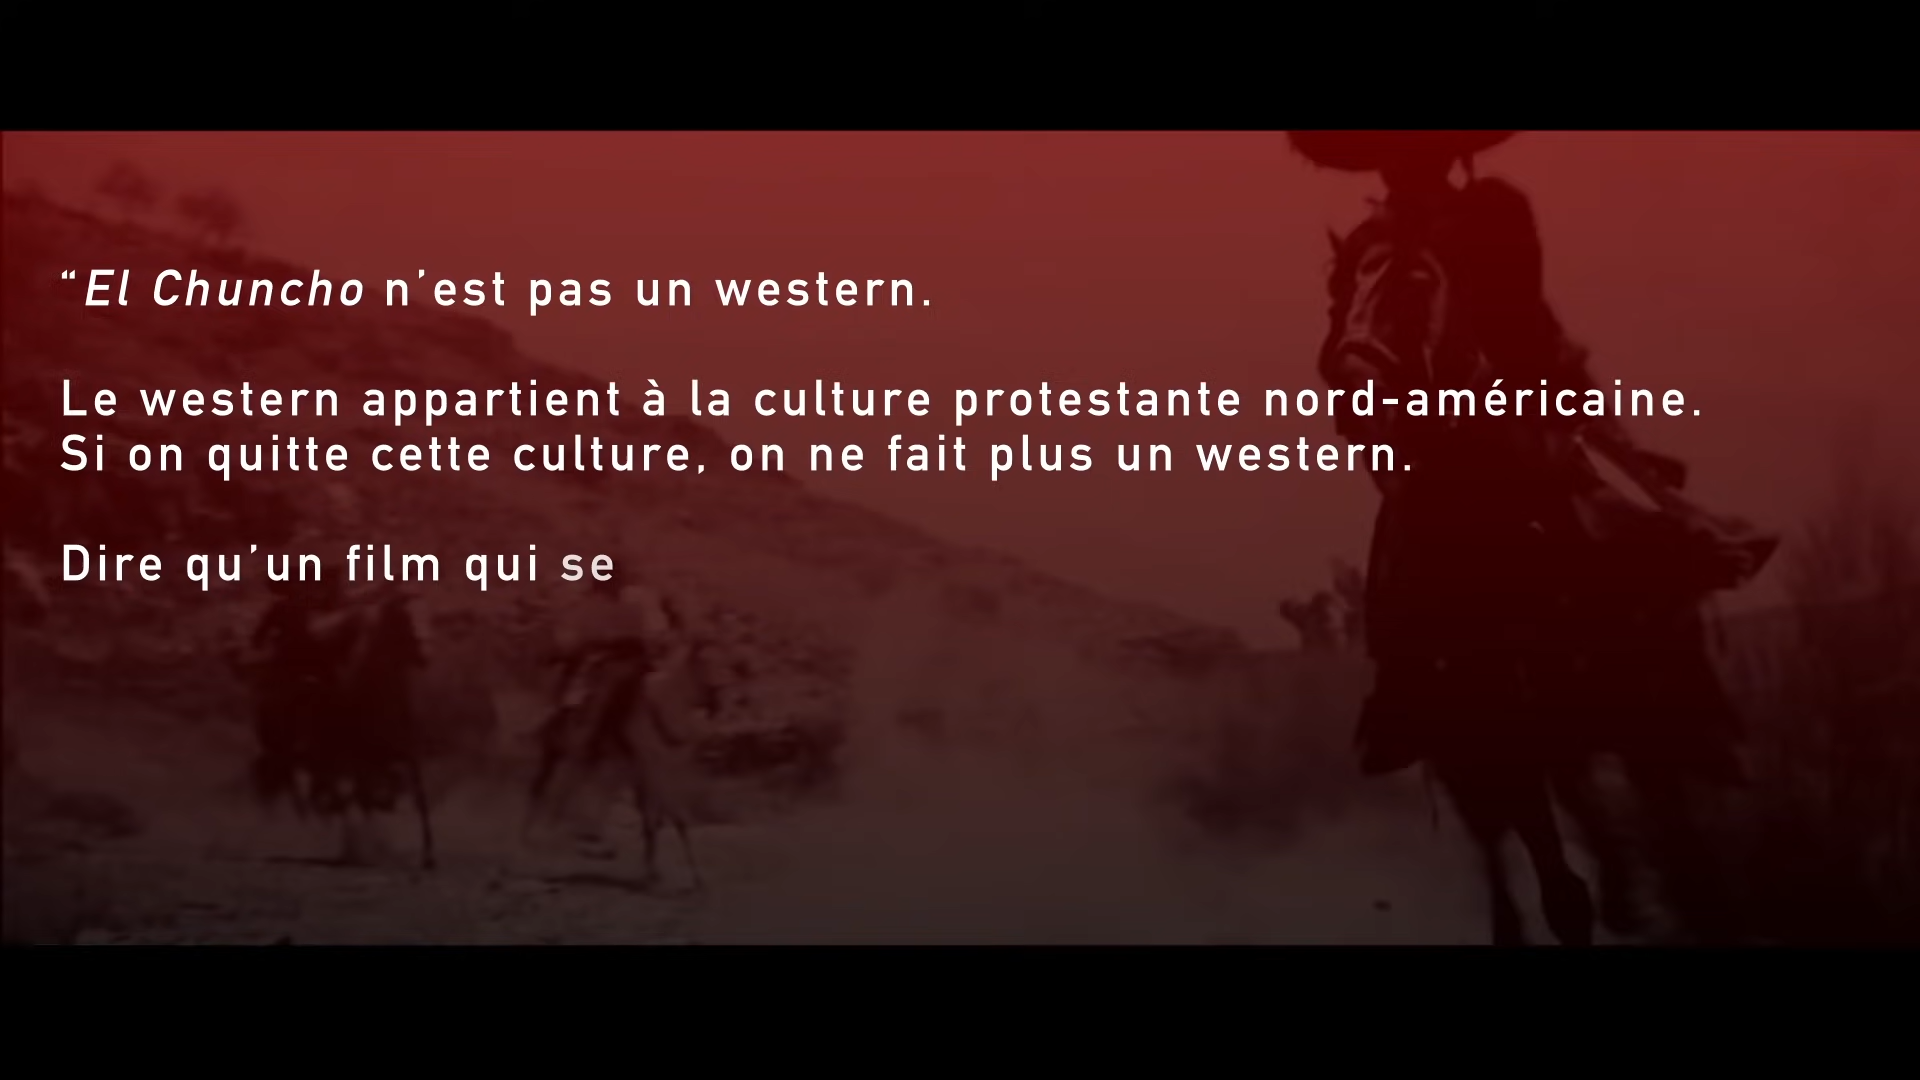 “El Chuncho n’est pas un western.
Le western appartient à la culture protestante nord-américaine.
Si on quitte cette culture, on ne fait plus un western.
Dire qu’un film qui se